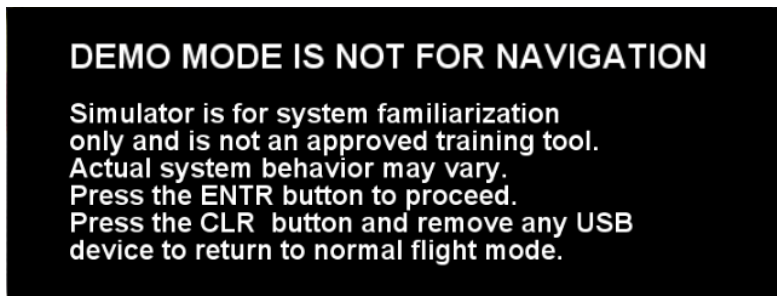 DEMO MODE IS NOT FOR NAVIGATION
Simulator is for system familiarization
only and is not an approved training tool.
Actual system behavior may vary.
Press the ENTR button to proceed.
Press the CLR  button and remove any USB
device to return to normal flight mode.